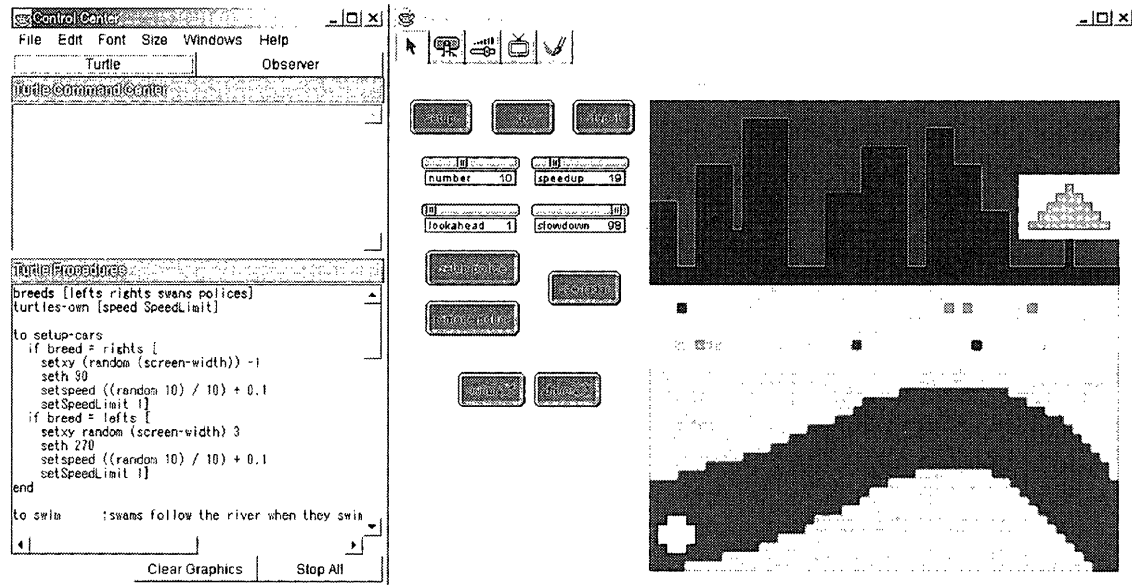 Control Center
File Edit Font Size Windows Help
Turtle Observer
Turtle Command Center
Turtle Procedures
breeds [lefts rights swans polices]
turtles-own [speed SpeedLimit]
to setup-cars
if breed = rights [
setxy (random (screen-width)) -1
seth 90
setspeed ((random 10) / 10) + 0.1
setSpeedLimit 1]
if breed = lefts [
setxy random (screen-width) 3
seth 270
setspeed ((random 10) / 10) + 0.1
setSpeedLimit 1]
end
to swim ;swans follow the river when they swim
Clear Graphics Stop All
setup
number 10 speedup 19
lookahead 1 slowdown 99
setup police